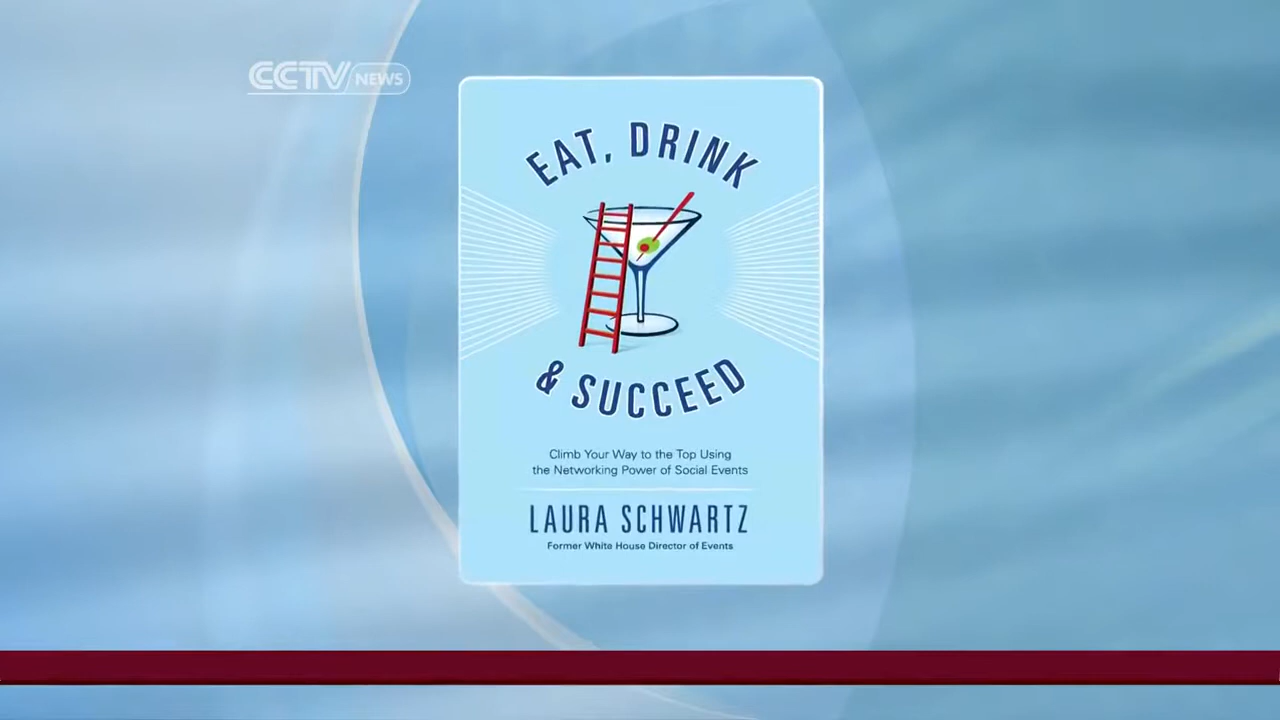 CCTV NEWS
EAT, DRINK
& SUCCEED
Climb Your Way to the Top Using
the Networking Power of Social Events
LAURA SCHWARTZ
Former White House Director of Events